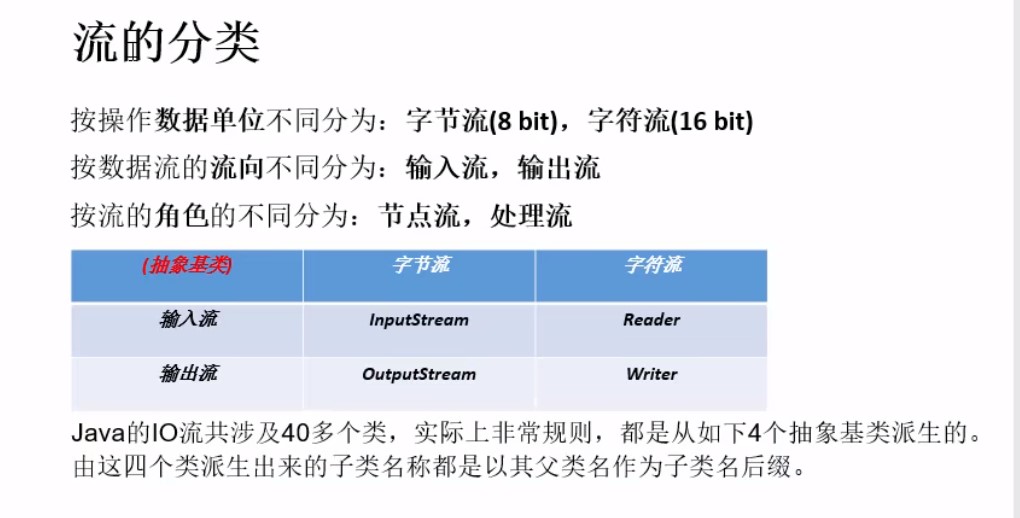 流的分类
按操作数据单位不同分为：字节流(8 bit)，字符流(16 bit)
按数据流的流向不同分为：输入流，输出流
按流的角色的不同分为：节点流，处理流
(抽象基类) 字节流 字符流
输入流 InputStream Reader
输出流 OutputStream Writer
Java的IO流共涉及40多个类，实际上非常规则，都是从如下4个抽象基类派生的。
由这四个类派生出来的子类名称都是以其父类名作为子类名后缀。